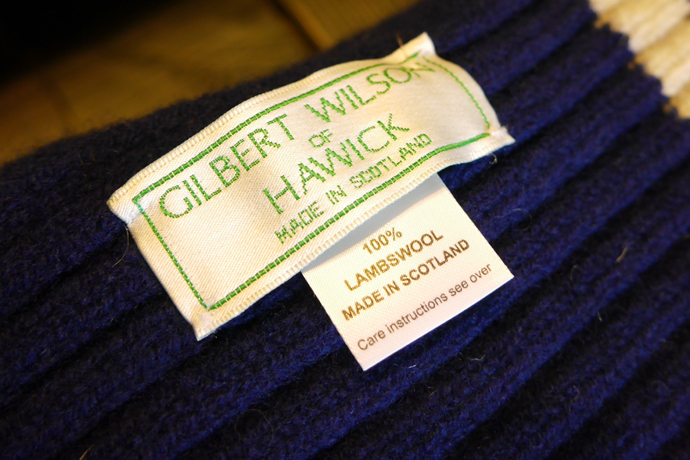 GILBERT WILSON
OF
HAWICK
MADE IN SCOTLAND
100%
LAMBSWOOL
MADE IN SCOTLAND
Care instructions see over